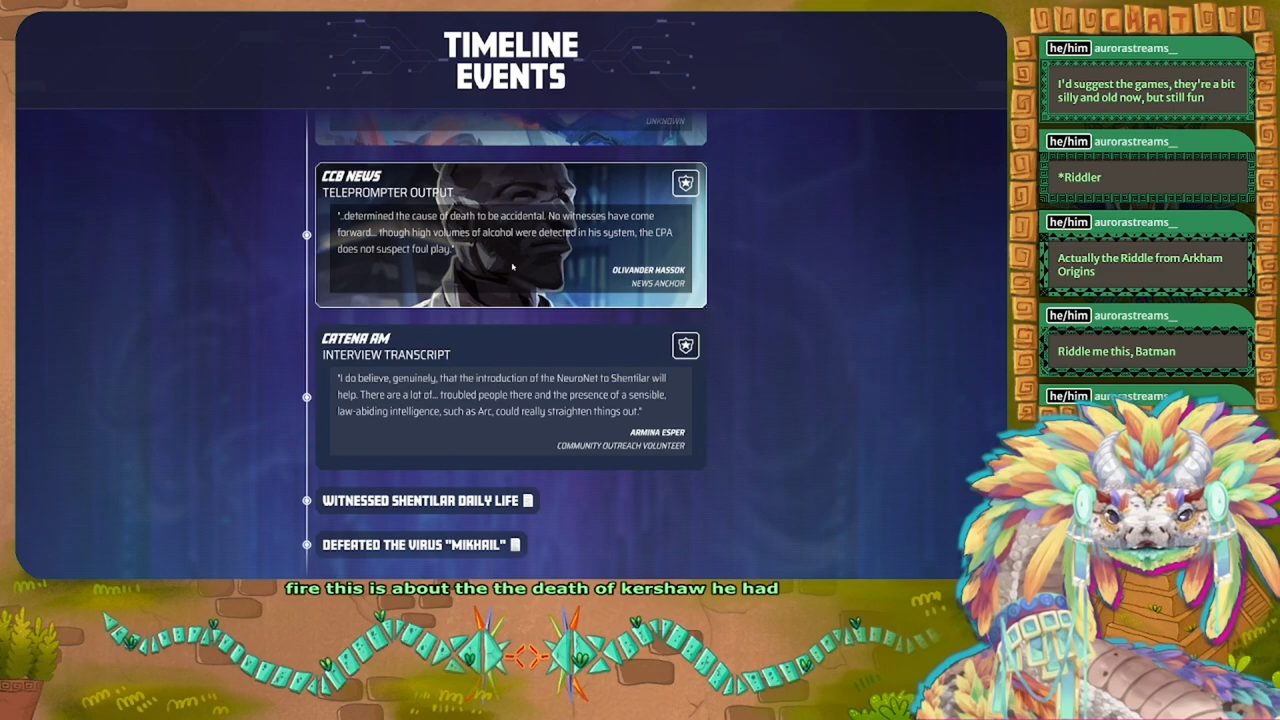 TIMELINE
EVENTS
UNKNOWN
CCB NEWS
TELEPROMPTER OUTPUT
"..determined the cause of death to be accidental. No witnesses have come
forward... though high volumes of alcohol were detected in his system, the CPA
does not suspect foul play."
OLIVANDER HASSOK
NEWS ANCHOR
CATENA AM
INTERVIEW TRANSCRIPT
"I do believe, genuinely, that the introduction of the NeuroNet to Shentilar will
help. There are a lot of... troubled people there and the presence of a sensible,
law-abiding intelligence, such as Arc, could really straighten things out."
ARMINA ESPER
COMMUNITY OUTREACH VOLUNTEER
WITNESSED SHENTILAR DAILY LIFE
DEFEATED THE VIRUS "MIKHAIL"
fire this is about the the death of kershaw he had
CHAT
he/him aurorastreams__
I'd suggest the games, they're a bit
silly and old now, but still fun
he/him aurorastreams__
*Riddler
he/him aurorastreams__
Actually the Riddle from Arkham
Origins
he/him aurorastreams__
Riddle me this, Batman
he/him aurorastreams__